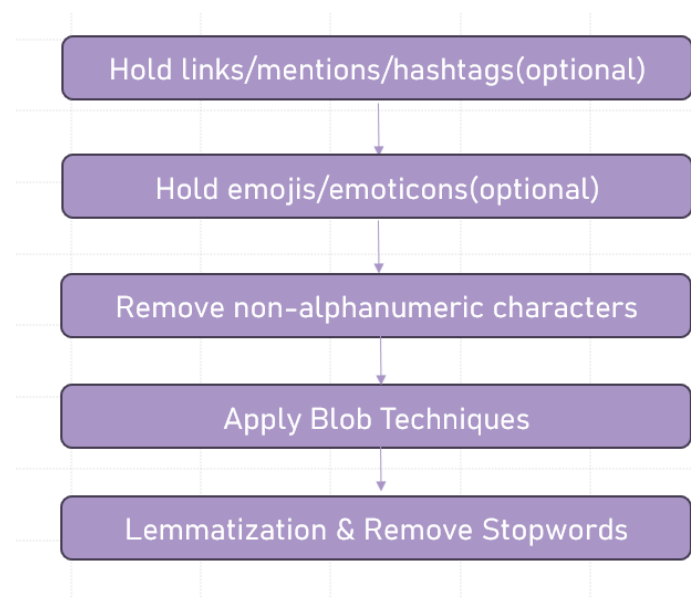 Hold links/mentions/hashtags(optional)
Hold emojis/emoticons(optional)
Remove non-alphanumeric characters
Apply Blob Techniques
Lemmatization & Remove Stopwords